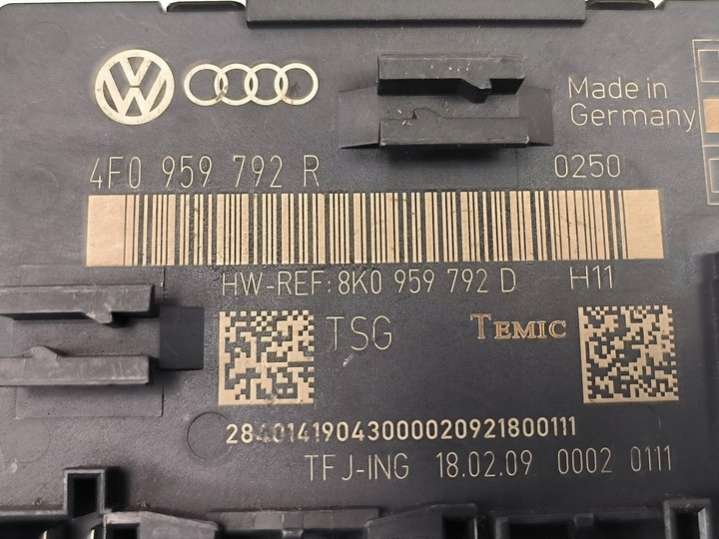 Made in
Germany
4F0 959 792 R 0250
HW-REF: 8K0 959 792 D H11
TSG TEMIC
284014190430000020921800111
TFJ-ING 18.02.09 0002 0111